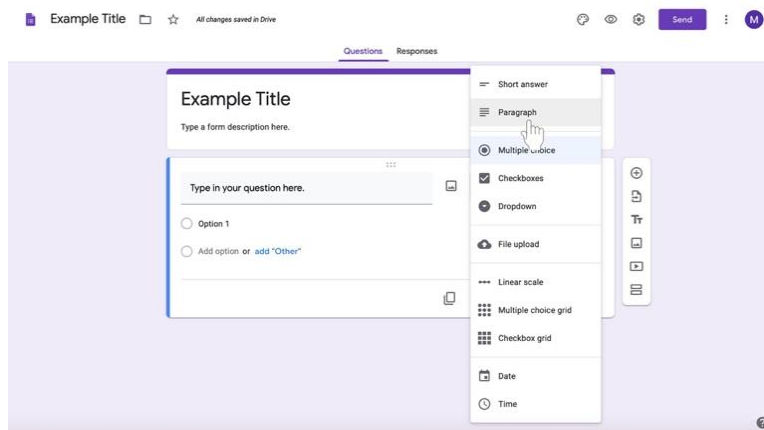 Example Title
All changes saved in Drive
Send
M
Questions
Responses
Example Title
Type a form description here.
Type in your question here.
Option 1
Add option or add "Other"
Short answer
Paragraph
Multiple choice
Checkboxes
Dropdown
File upload
Linear scale
Multiple choice grid
Checkbox grid
Date
Time
Tт
?